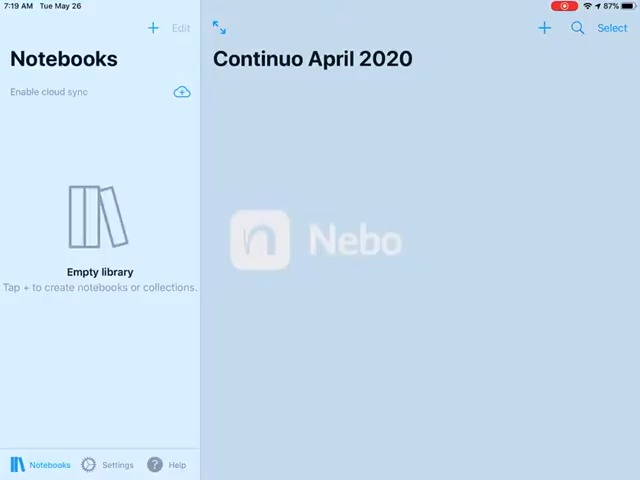 7:19 AM Tue May 26
87%
Edit
Select
Notebooks
Continuo April 2020
Enable cloud sync
n Nebo
Empty library
Tap + to create notebooks or collections.
Notebooks
Settings
? Help